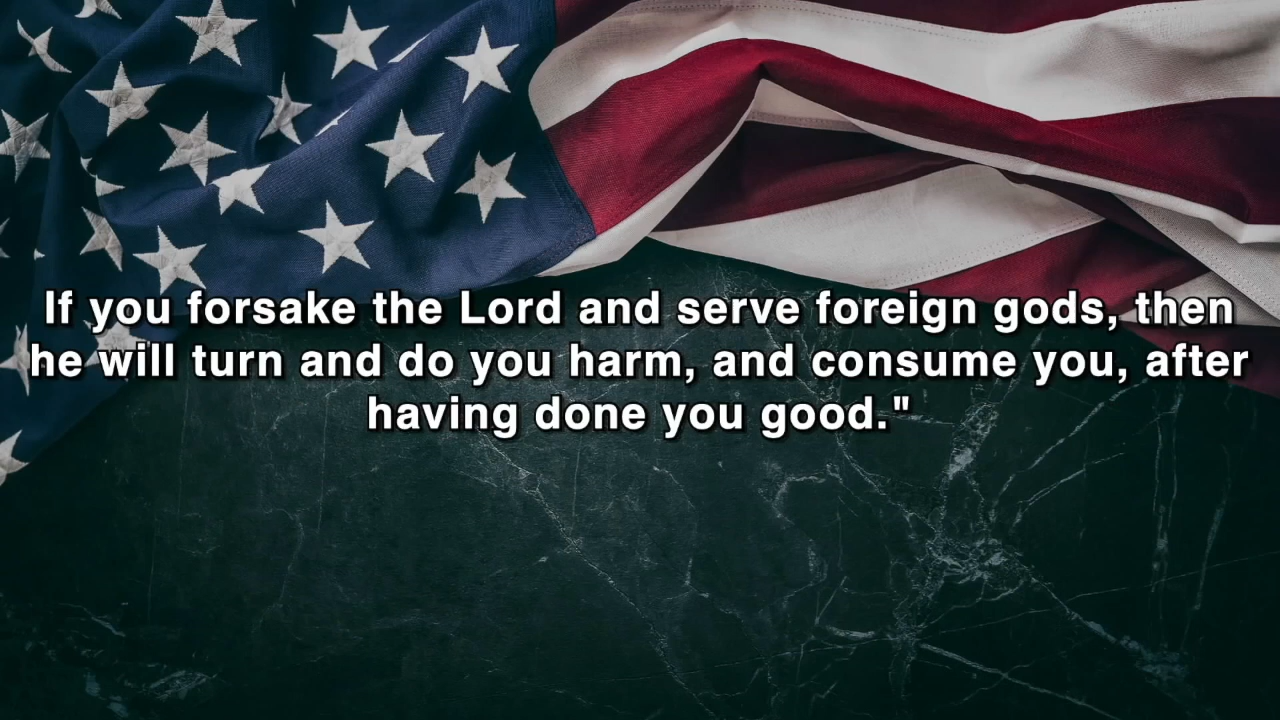 If you forsake the Lord and serve foreign gods, then
he will turn and do you harm, and consume you, after
having done you good."